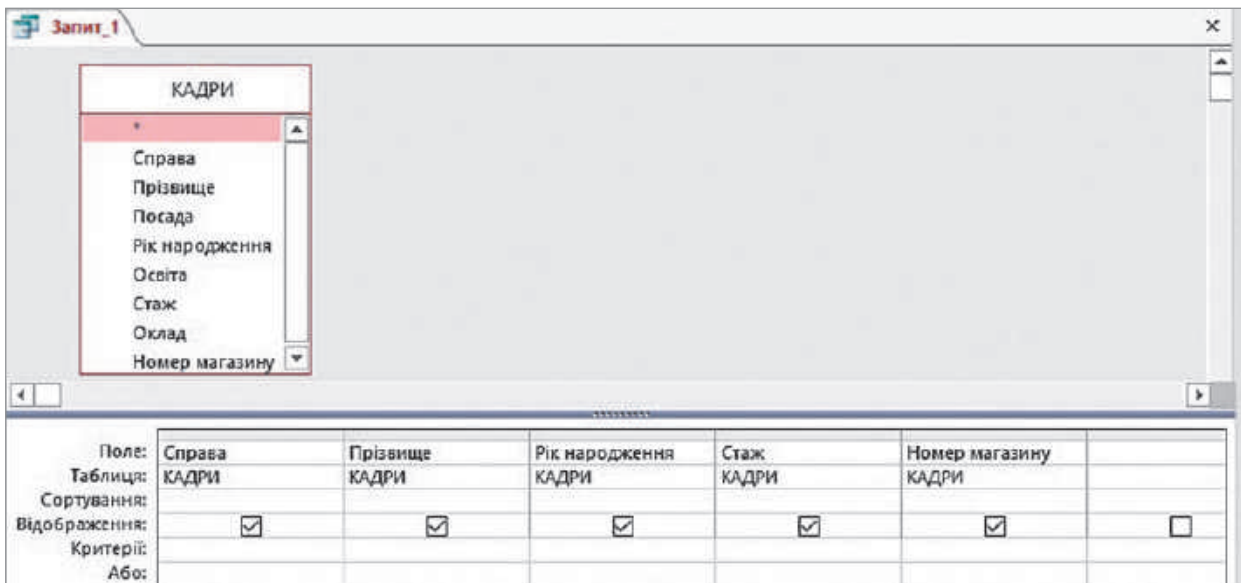 Запит_1
КАДРИ
*
Справа
Прізвище
Посада
Рік народження
Освіта
Стаж
Оклад
Номер магазину
Поле: Справа Прізвище Рік народження Стаж Номер магазину
Таблиця: КАДРИ КАДРИ КАДРИ КАДРИ КАДРИ
Сортування:
Відображення:
Критерії:
Або: